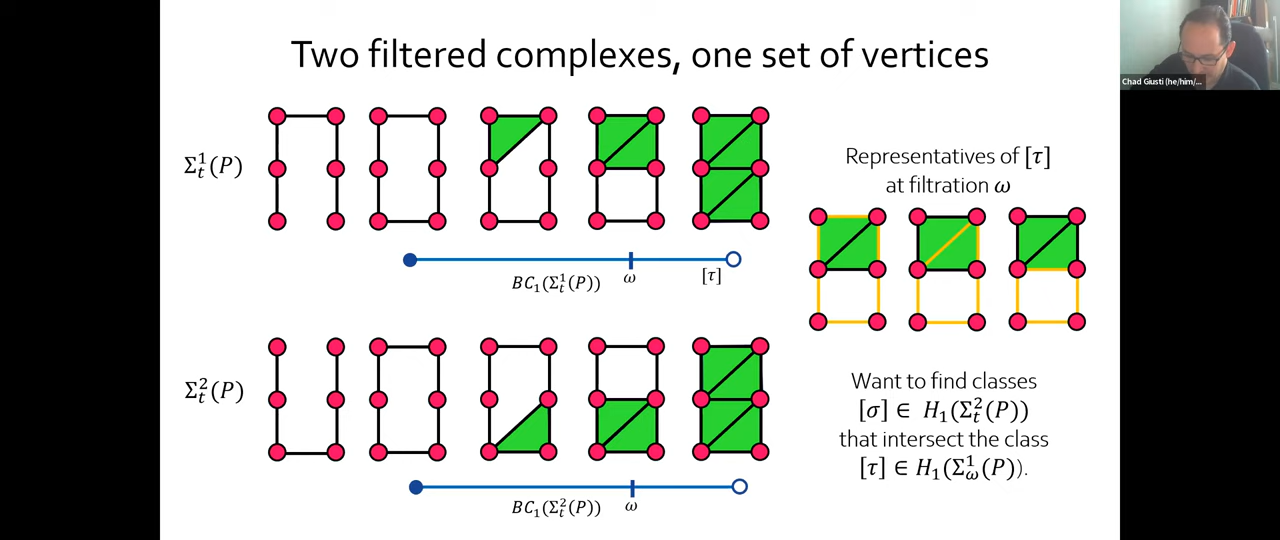 Two filtered complexes, one set of vertices
Chad Giusti (he/him/...
Σ¹ₜ(P)
BC₁(Σ¹ₜ(P))
ω
[τ]
Representatives of [τ]
at filtration ω
Σ²ₜ(P)
BC₁(Σ²ₜ(P))
ω
Want to find classes
[σ] ∈ H₁(Σ²ₜ(P))
that intersect the class
[τ] ∈ H₁(Σ¹_ω(P)).